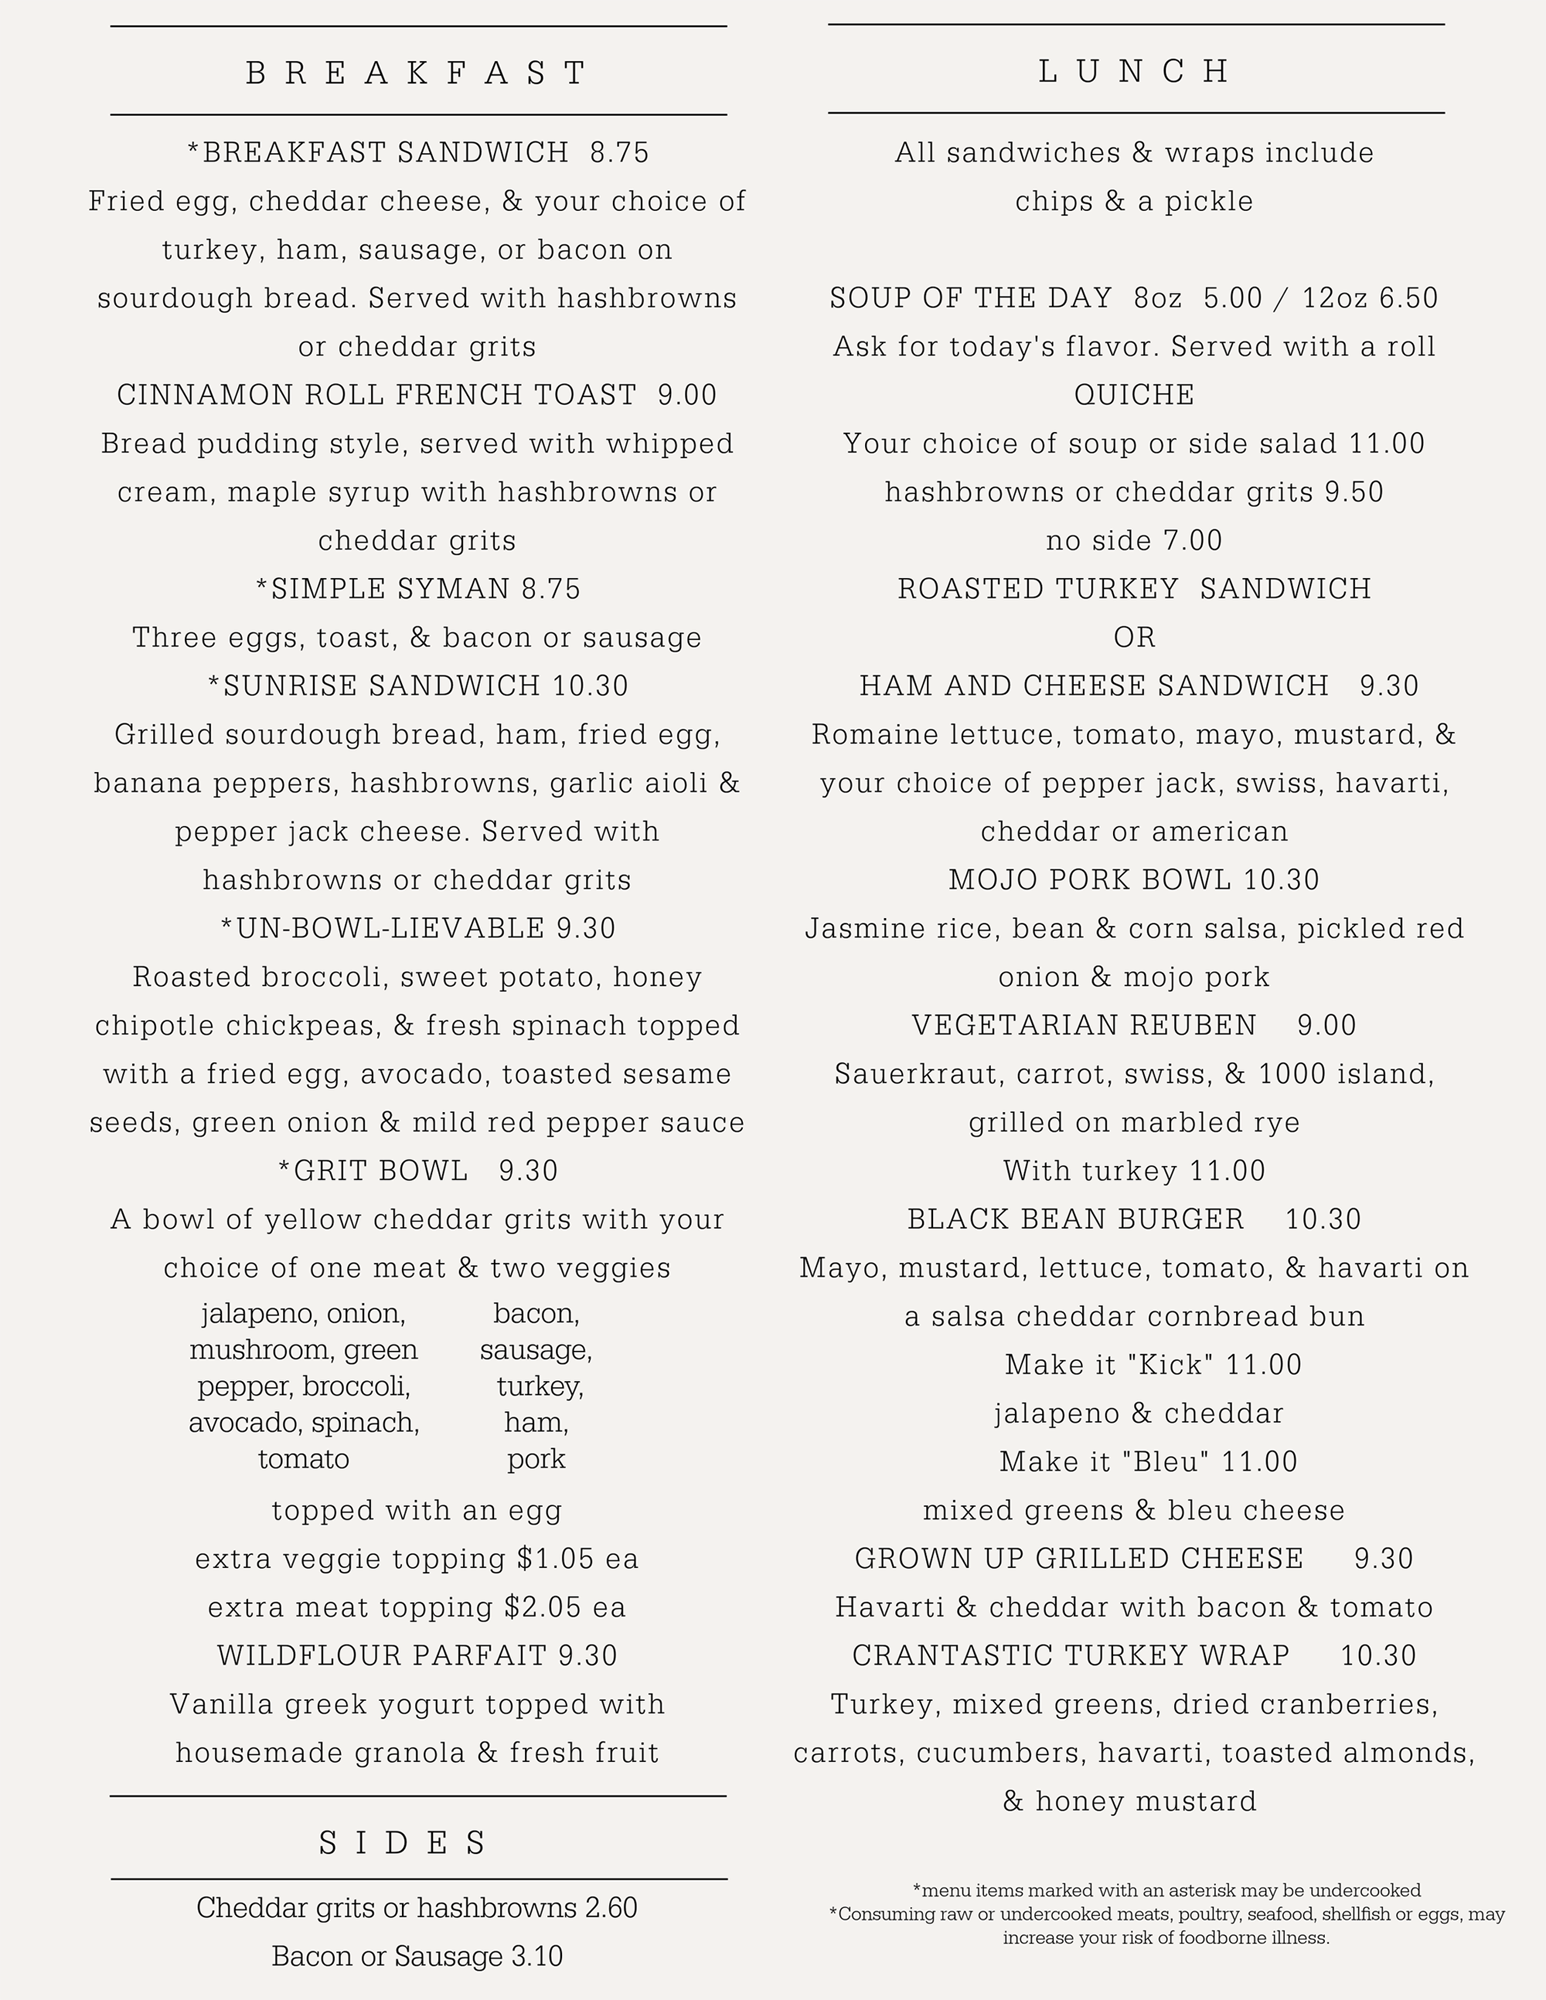 BREAKFAST
*BREAKFAST SANDWICH 8.75
Fried egg, cheddar cheese, & your choice of
turkey, ham, sausage, or bacon on
sourdough bread. Served with hashbrowns
or cheddar grits
CINNAMON ROLL FRENCH TOAST 9.00
Bread pudding style, served with whipped
cream, maple syrup with hashbrowns or
cheddar grits
*SIMPLE SYMAN 8.75
Three eggs, toast, & bacon or sausage
*SUNRISE SANDWICH 10.30
Grilled sourdough bread, ham, fried egg,
banana peppers, hashbrowns, garlic aioli &
pepper jack cheese. Served with
hashbrowns or cheddar grits
*UN-BOWL-LIEVABLE 9.30
Roasted broccoli, sweet potato, honey
chipotle chickpeas, & fresh spinach topped
with a fried egg, avocado, toasted sesame
seeds, green onion & mild red pepper sauce
*GRIT BOWL 9.30
A bowl of yellow cheddar grits with your
choice of one meat & two veggies
jalapeno, onion,
mushroom, green
pepper, broccoli,
avocado, spinach,
tomato
bacon,
sausage,
turkey,
ham,
pork
topped with an egg
extra veggie topping $1.05 ea
extra meat topping $2.05 ea
WILDFLOUR PARFAIT 9.30
Vanilla greek yogurt topped with
housemade granola & fresh fruit
SIDES
Cheddar grits or hashbrowns 2.60
Bacon or Sausage 3.10
LUNCH
All sandwiches & wraps include
chips & a pickle
SOUP OF THE DAY 8oz 5.00 / 12oz 6.50
Ask for today's flavor. Served with a roll
QUICHE
Your choice of soup or side salad 11.00
hashbrowns or cheddar grits 9.50
no side 7.00
ROASTED TURKEY SANDWICH
OR
HAM AND CHEESE SANDWICH 9.30
Romaine lettuce, tomato, mayo, mustard, &
your choice of pepper jack, swiss, havarti,
cheddar or american
MOJO PORK BOWL 10.30
Jasmine rice, bean & corn salsa, pickled red
onion & mojo pork
VEGETARIAN REUBEN 9.00
Sauerkraut, carrot, swiss, & 1000 island,
grilled on marbled rye
With turkey 11.00
BLACK BEAN BURGER 10.30
Mayo, mustard, lettuce, tomato, & havarti on
a salsa cheddar cornbread bun
Make it "Kick" 11.00
jalapeno & cheddar
Make it "Bleu" 11.00
mixed greens & bleu cheese
GROWN UP GRILLED CHEESE 9.30
Havarti & cheddar with bacon & tomato
CRANTASTIC TURKEY WRAP 10.30
Turkey, mixed greens, dried cranberries,
carrots, cucumbers, havarti, toasted almonds,
& honey mustard
*menu items marked with an asterisk may be undercooked
*Consuming raw or undercooked meats, poultry, seafood, shellfish or eggs, may
increase your risk of foodborne illness.